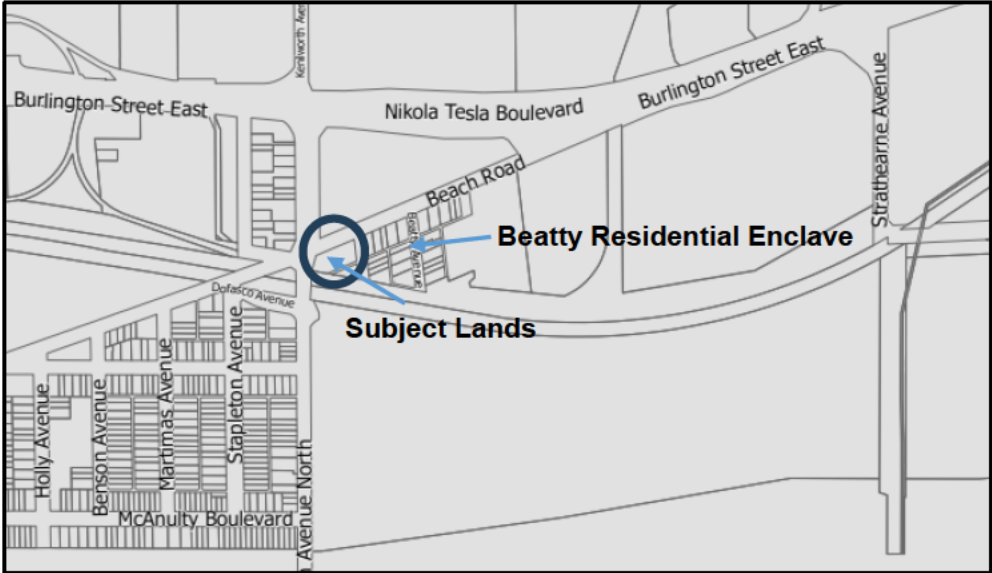 Kenilworth Aven
Burlington Street East
Nikola Tesla Boulevard
Burlington Street East
Strathearne Avenue
Beach Road
Beatty Residential Enclave
Dofasco Avenue
Subject Lands
Holly Avenue
Benson Avenue
Martimas Avenue
Stapleton Avenue
Avenue North
McAnulty Boulevard